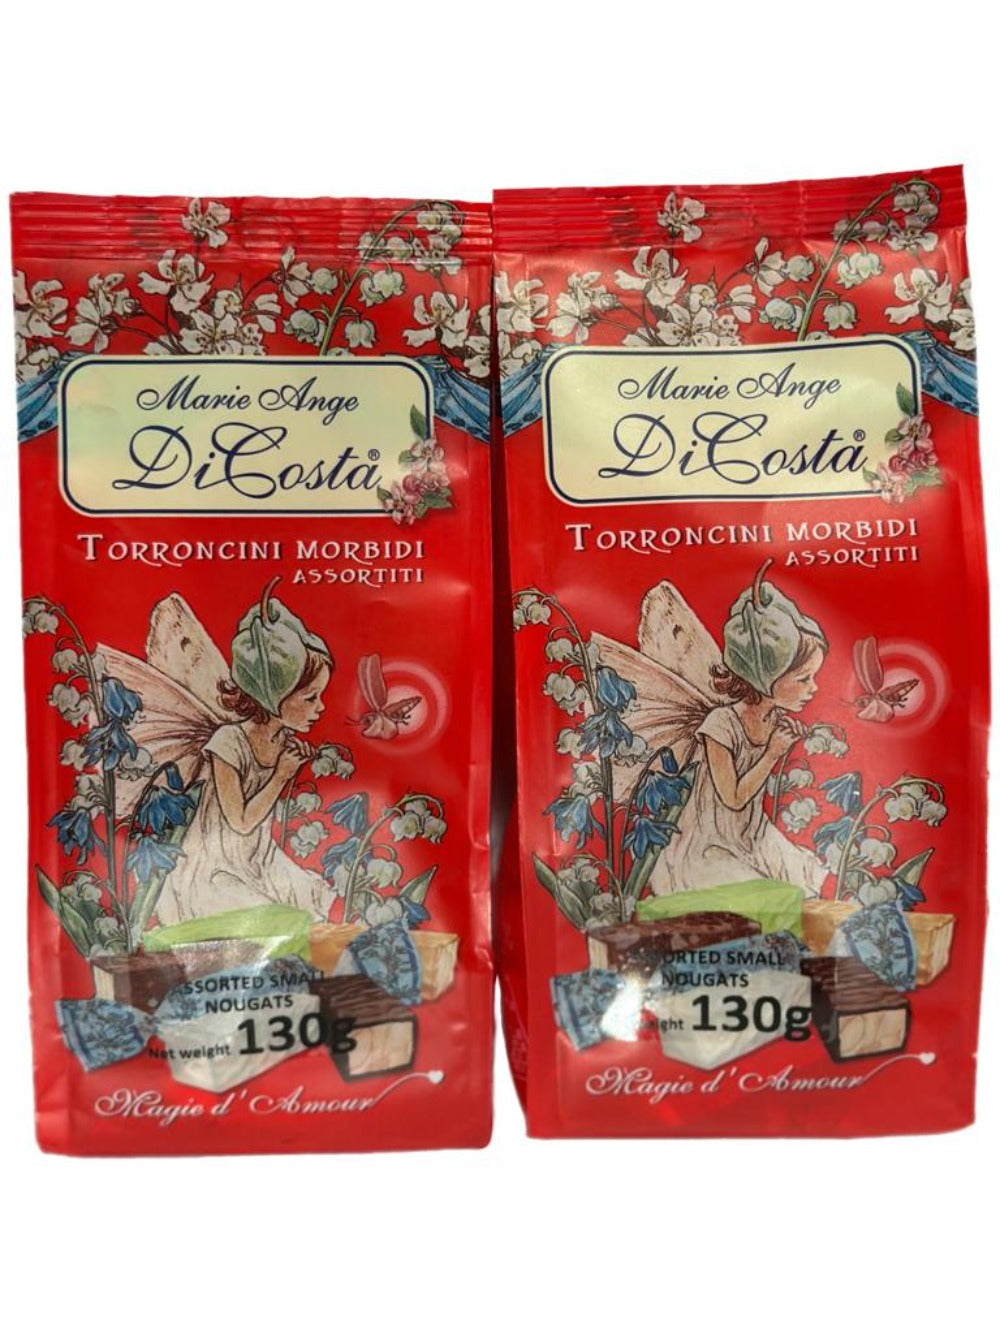 Marie Ange
DiCosta®
TORRONCINI MORBIDI
ASSORTITI
ASSORTED SMALL
NOUGATS
Net weight 130g
Magie d'Amour
Marie Ange
DiCosta®
TORRONCINI MORBIDI
ASSORTITI
SMALL
NOUGATS
130g
Magie d'Amour